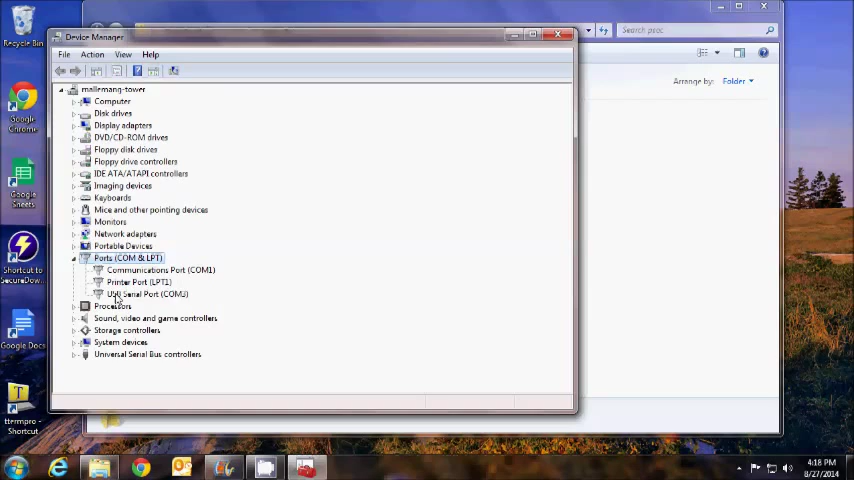 Recycle Bin
Google
Chrome
Google
Sheets
Shortcut to
SecureDow...
Google Docs
ttermpro -
Shortcut
Search psec
Arrange by: Folder
Device Manager
File Action View Help
mallemang-tower
Computer
Disk drives
Display adapters
DVD/CD-ROM drives
Floppy disk drives
Floppy drive controllers
IDE ATA/ATAPI controllers
Imaging devices
Keyboards
Mice and other pointing devices
Monitors
Network adapters
Portable Devices
Ports (COM & LPT)
Communications Port (COM1)
Printer Port (LPT1)
USB Serial Port (COM3)
Processors
Sound, video and game controllers
Storage controllers
System devices
Universal Serial Bus controllers
4:18 PM
8/27/2014